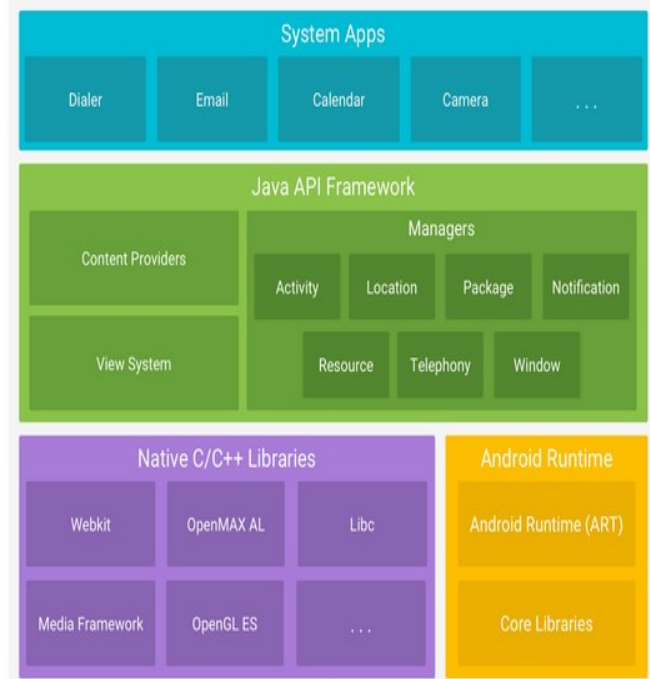 System Apps
Dialer
Email
Calendar
Camera
. . .
Java API Framework
Content Providers
View System
Managers
Activity
Location
Package
Notification
Resource
Telephony
Window
Native C/C++ Libraries
Webkit
OpenMAX AL
Libc
Media Framework
OpenGL ES
. . .
Android Runtime
Android Runtime (ART)
Core Libraries